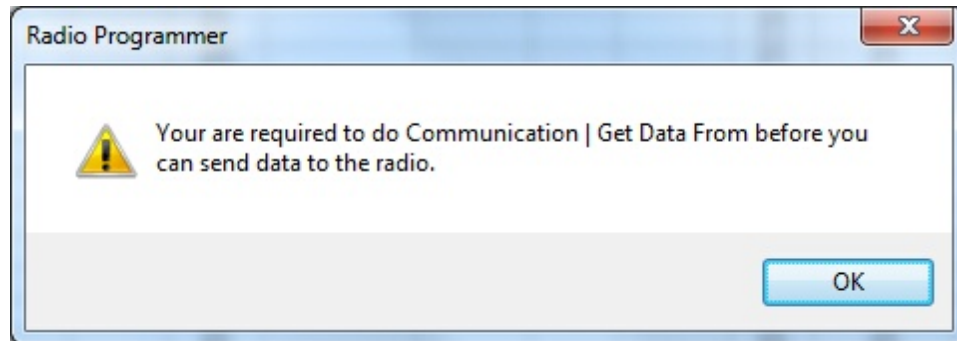 Radio Programmer
Your are required to do Communication | Get Data From before you
can send data to the radio.
OK